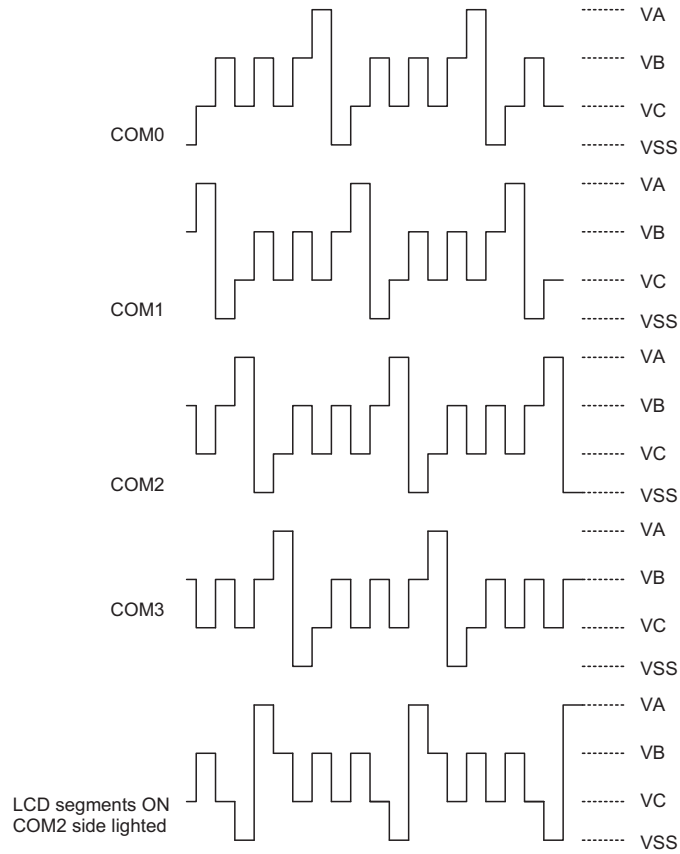 VA
VB
VC
COM0
VSS
VA
VB
VC
COM1
VSS
VA
VB
VC
COM2
VSS
VA
VB
COM3
VC
VSS
VA
VB
VC
LCD segments ON
COM2 side lighted
VSS